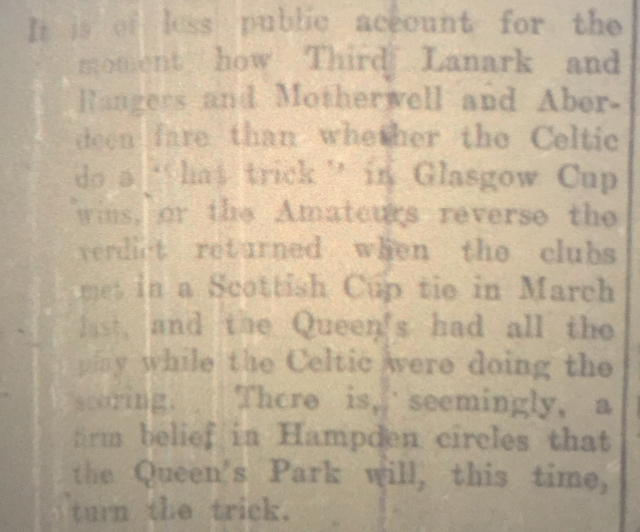 It is of less public account for the
moment how Third Lanark and
Rangers and Motherwell and Aber-
deen fare than whether the Celtic
do a "hat trick" in Glasgow Cup
wins, or the Amateurs reverse the
verdict returned when the clubs
met in a Scottish Cup tie in March
last, and the Queen's had all the
play while the Celtic were doing the
scoring. There is, seemingly, a
firm belief in Hampden circles that
the Queen's Park will, this time,
turn the trick.